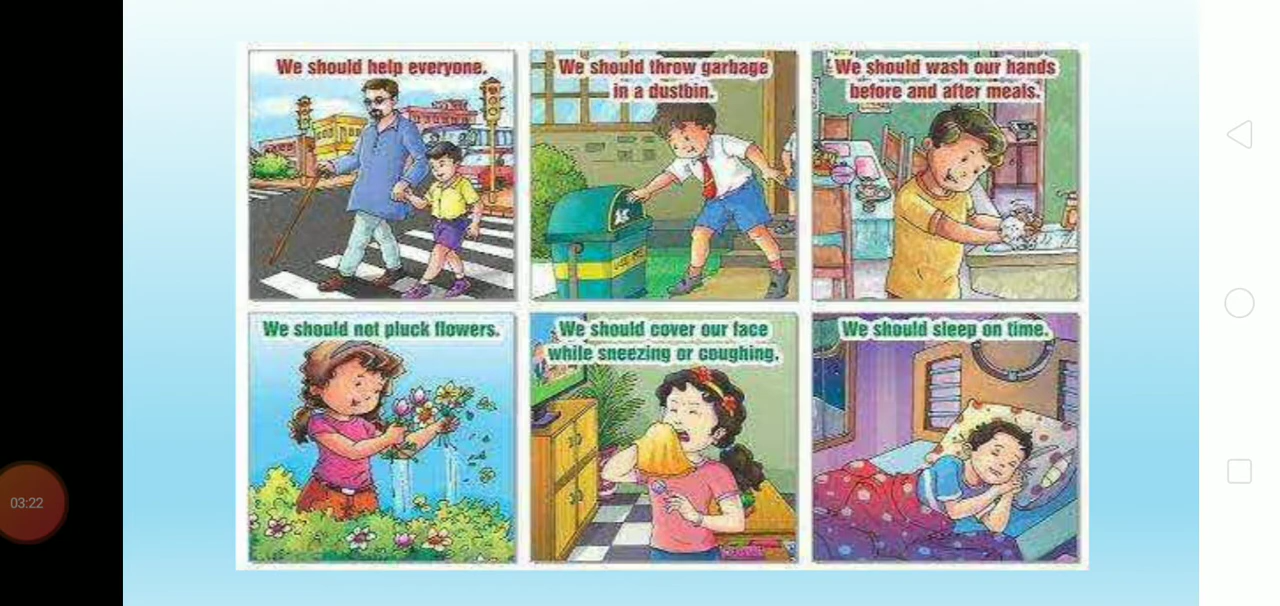 We should help everyone.
We should throw garbage
in a dustbin.
We should wash our hands
before and after meals.
We should not pluck flowers.
We should cover our face
while sneezing or coughing.
We should sleep on time.
03:22